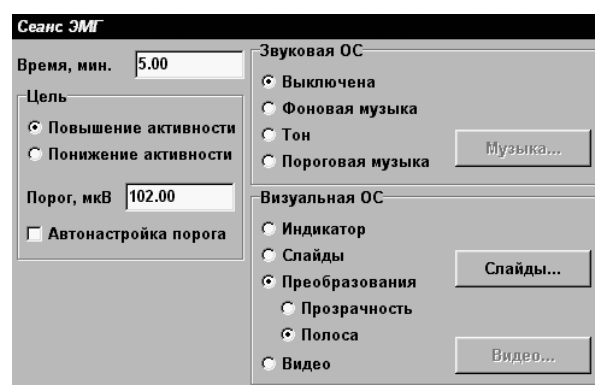 Сеанс ЭМГ
Время, мин. 5.00
Цель
Повышение активности
Понижение активности
Порог, мкВ 102.00
Автонастройка порога
Звуковая ОС
Выключена
Фоновая музыка
Тон
Пороговая музыка
Музыка...
Визуальная ОС
Индикатор
Слайды
Преобразования
Прозрачность
Полоса
Видео
Слайды...
Видео...